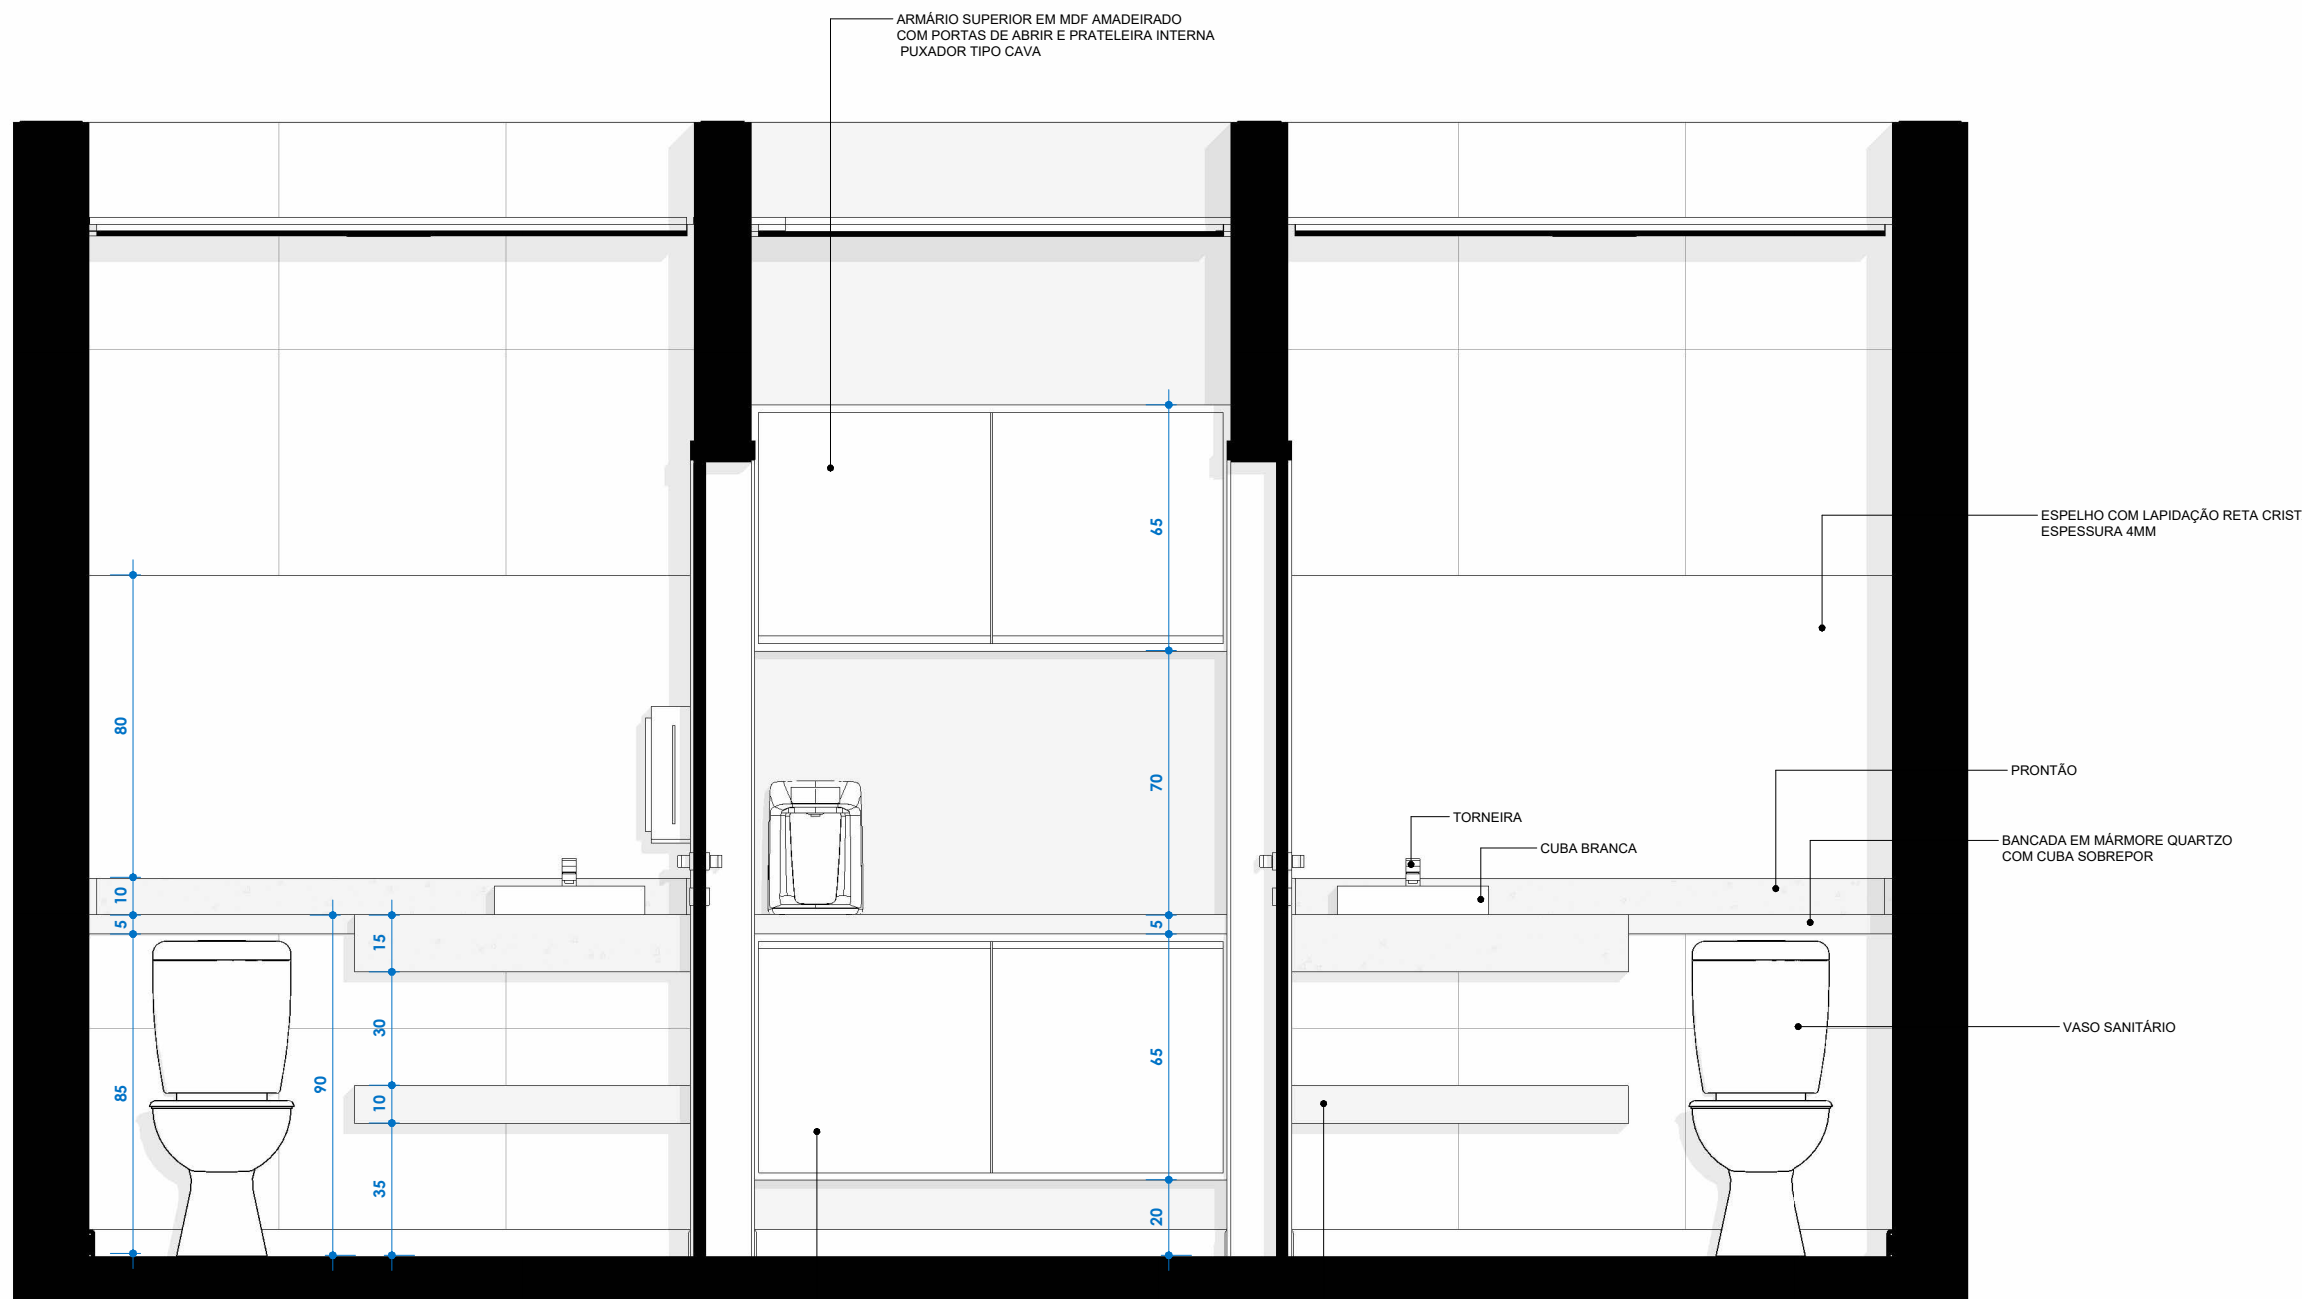 ARMÁRIO SUPERIOR EM MDF AMADEIRADO
COM PORTAS DE ABRIR E PRATELEIRA INTERNA
PUXADOR TIPO CAVA
65
ESPELHO COM LAPIDAÇÃO RETA CRIST
ESPESSURA 4MM
80
70
PRONTÃO
TORNEIRA
CUBA BRANCA
BANCADA EM MÁRMORE QUARTZO
COM CUBA SOBREPOR
10
5
15
5
30
VASO SANITÁRIO
65
85
90
10
35
20